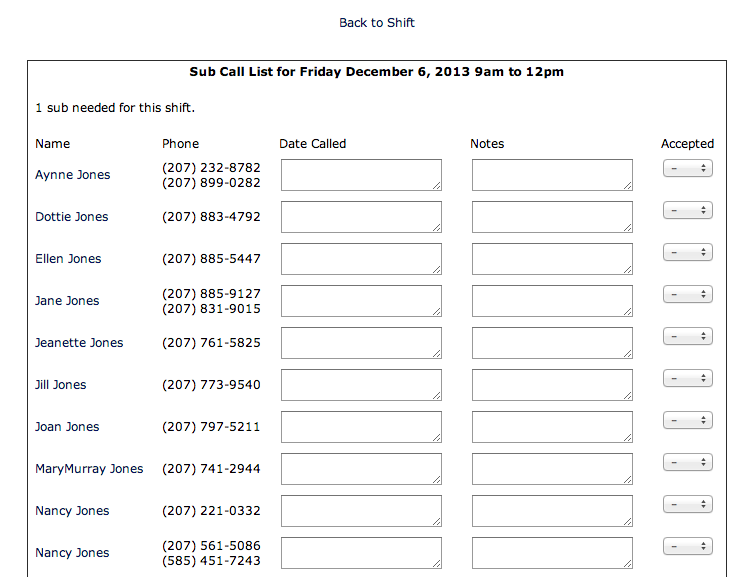 Back to Shift
Sub Call List for Friday December 6, 2013 9am to 12pm
1 sub needed for this shift.
Name Phone Date Called Notes Accepted
Aynne Jones (207) 232-8782 –
(207) 899-0282
Dottie Jones (207) 883-4792 –
Ellen Jones (207) 885-5447 –
Jane Jones (207) 885-9127 –
(207) 831-9015
Jeanette Jones (207) 761-5825 –
Jill Jones (207) 773-9540 –
Joan Jones (207) 797-5211 –
MaryMurray Jones (207) 741-2944 –
Nancy Jones (207) 221-0332 –
Nancy Jones (207) 561-5086 –
(585) 451-7243